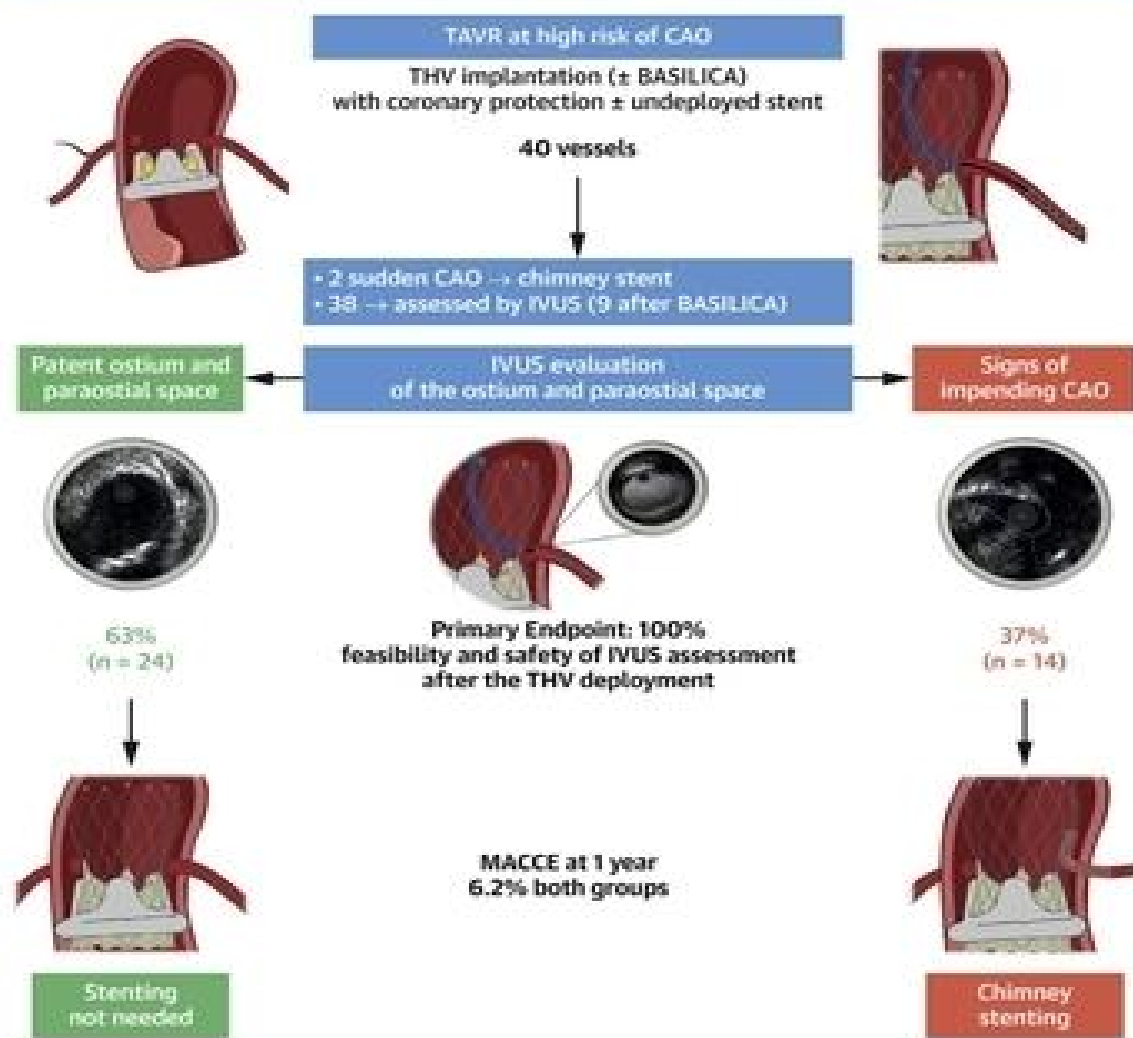 TAVR at high risk of CAO
THV implantation (± BASILICA)
with coronary protection ± undeployed stent
40 vessels
• 2 sudden CAO → chimney stent
• 38 → assessed by IVUS (9 after BASILICA)
Patent ostium and
paraostial space
IVUS evaluation
of the ostium and paraostial space
Signs of
impending CAO
63%
(n = 24)
Primary Endpoint: 100%
feasibility and safety of IVUS assessment
after the THV deployment
37%
(n = 14)
MACCE at 1 year
6.2% both groups
Stenting
not needed
Chimney
stenting